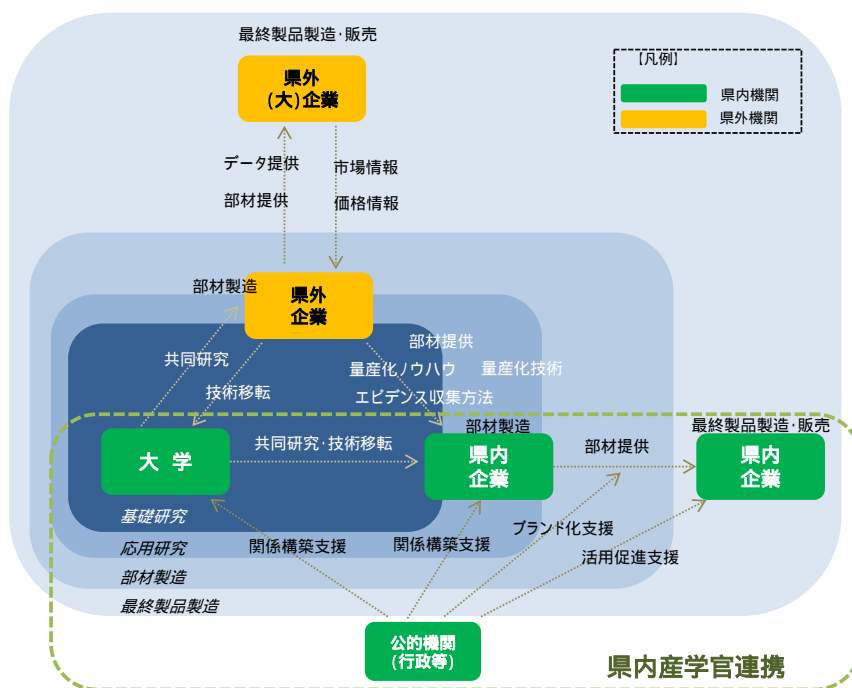 最終製品製造・販売
県外
(大)企業
【凡例】
県内機関
県外機関
データ提供
市場情報
部材提供
価格情報
部材製造
県外
企業
部材提供
共同研究
量産化ノウハウ
量産化技術
技術移転
エビデンス収集方法
部材製造
最終製品製造・販売
大 学
共同研究・技術移転
県内
企業
部材提供
県内
企業
基礎研究
ブランド化支援
応用研究
関係構築支援
関係構築支援
活用促進支援
部材製造
最終製品製造
公的機関
(行政等)
県内産学官連携